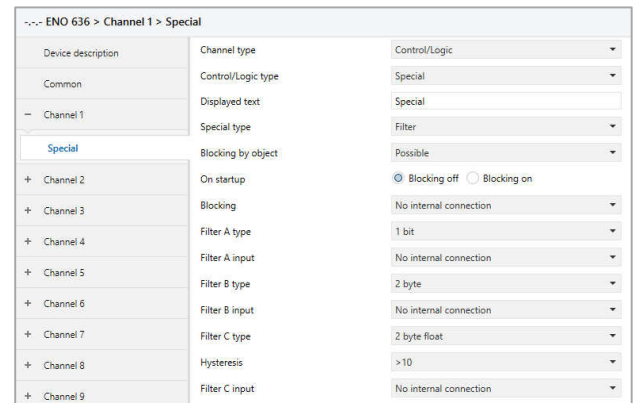 -.-.- ENO 636 > Channel 1 > Special
Device description
Common
− Channel 1
Special
+ Channel 2
+ Channel 3
+ Channel 4
+ Channel 5
+ Channel 6
+ Channel 7
+ Channel 8
+ Channel 9
Channel type Control/Logic
Control/Logic type Special
Displayed text Special
Special type Filter
Blocking by object Possible
On startup Blocking off Blocking on
Blocking No internal connection
Filter A type 1 bit
Filter A input No internal connection
Filter B type 2 byte
Filter B input No internal connection
Filter C type 2 byte float
Hysteresis >10
Filter C input No internal connection